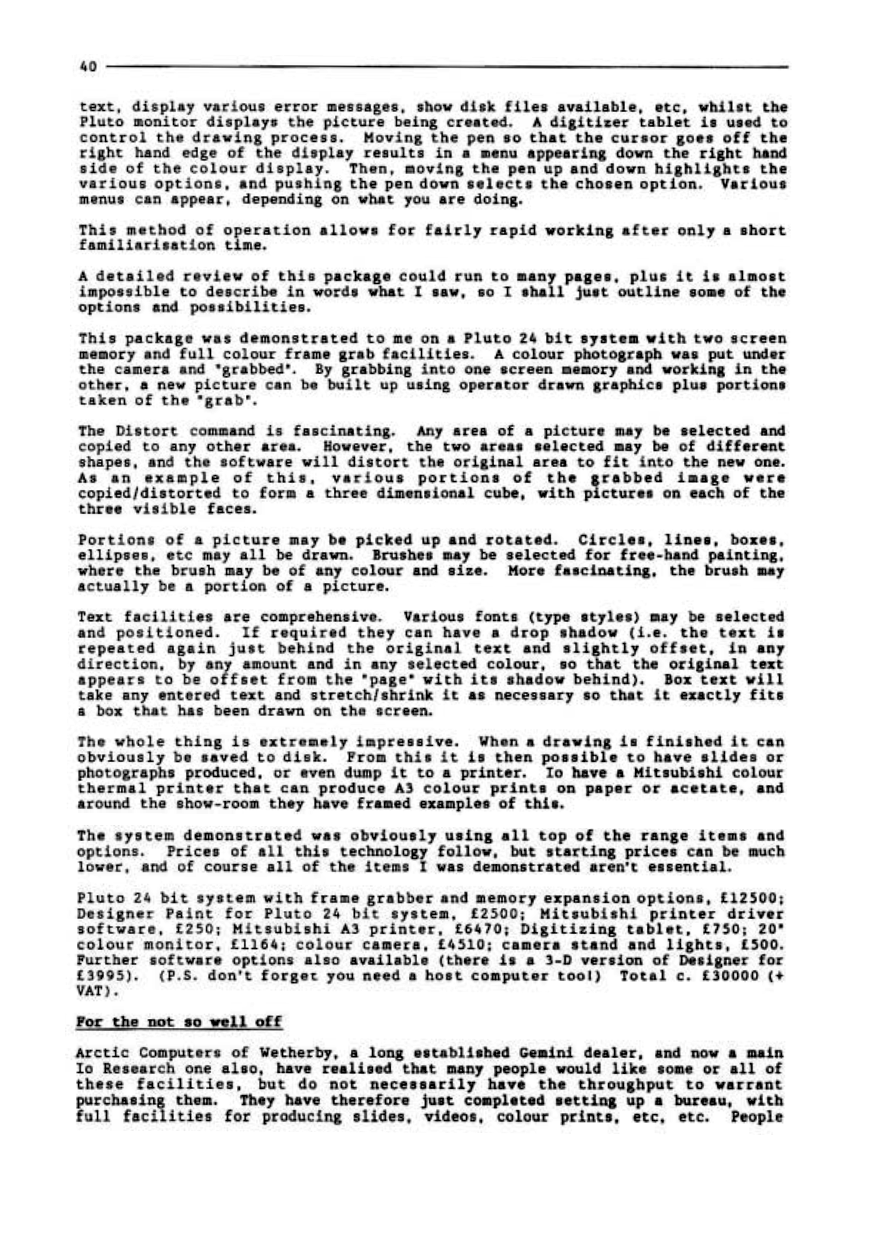 40
text, display various error messages, show disk files available, etc, whilst the
Pluto monitor displays the picture being created. A digitizer tablet is used to
control the drawing process. Moving the pen so that the cursor goes off the
right hand edge of the display results in a menu appearing down the right hand
side of the colour display. Then, moving the pen up and down highlights the
various options, and pushing the pen down selects the chosen option. Various
menus can appear, depending on what you are doing.
This method of operation allows for fairly rapid working after only a short
familiarisation time.
A detailed review of this package could run to many pages, plus it is almost
impossible to describe in words what I saw, so I shall just outline some of the
options and possibilities.
This package was demonstrated to me on a Pluto 24 bit system with two screen
memory and full colour frame grab facilities. A colour photograph was put under
the camera and "grabbed". By grabbing into one screen memory and working in the
other, a new picture can be built up using operator drawn graphics plus portions
taken of the "grab".
The Distort command is fascinating. Any area of a picture may be selected and
copied to any other area. However, the two areas selected may be of different
shapes, and the software will distort the original area to fit into the new one.
As an example of this, various portions of the grabbed image were
copied/distorted to form a three dimensional cube, with pictures on each of the
three visible faces.
Portions of a picture may be picked up and rotated. Circles, lines, boxes,
ellipses, etc may all be drawn. Brushes may be selected for free-hand painting,
where the brush may be of any colour and size. More fascinating, the brush may
actually be a portion of a picture.
Text facilities are comprehensive. Various fonts (type styles) may be selected
and positioned. If required they can have a drop shadow (i.e. the text is
repeated again just behind the original text and slightly offset, in any
direction, by any amount and in any selected colour, so that the original text
appears to be offset from the "page" with its shadow behind). Box text will
take any entered text and stretch/shrink it as necessary so that it exactly fits
a box that has been drawn on the screen.
The whole thing is extremely impressive. When a drawing is finished it can
obviously be saved to disk. From this it is then possible to have slides or
photographs produced, or even dump it to a printer. Io have a Mitsubishi colour
thermal printer that can produce A3 colour prints on paper or acetate, and
around the show-room they have framed examples of this.
The system demonstrated was obviously using all top of the range items and
options. Prices of all this technology follow, but starting prices can be much
lower, and of course all of the items I was demonstrated aren't essential.
Pluto 24 bit system with frame grabber and memory expansion options, £12500;
Designer Paint for Pluto 24 bit system, £2500; Mitsubishi printer driver
software, £250; Mitsubishi A3 printer, £6470; Digitizing tablet, £750; 20"
colour monitor, £1164; colour camera, £4510; camera stand and lights, £500.
Further software options also available (there is a 3-D version of Designer for
£3995). (P.S. don't forget you need a host computer too!) Total c. £30000 (+
VAT).
For the not so well off
Arctic Computers of Wetherby, a long established Gemini dealer, and now a main
Io Research one also, have realised that many people would like some or all of
these facilities, but do not necessarily have the throughput to warrant
purchasing them. They have therefore just completed setting up a bureau, with
full facilities for producing slides, videos, colour prints, etc, etc. People